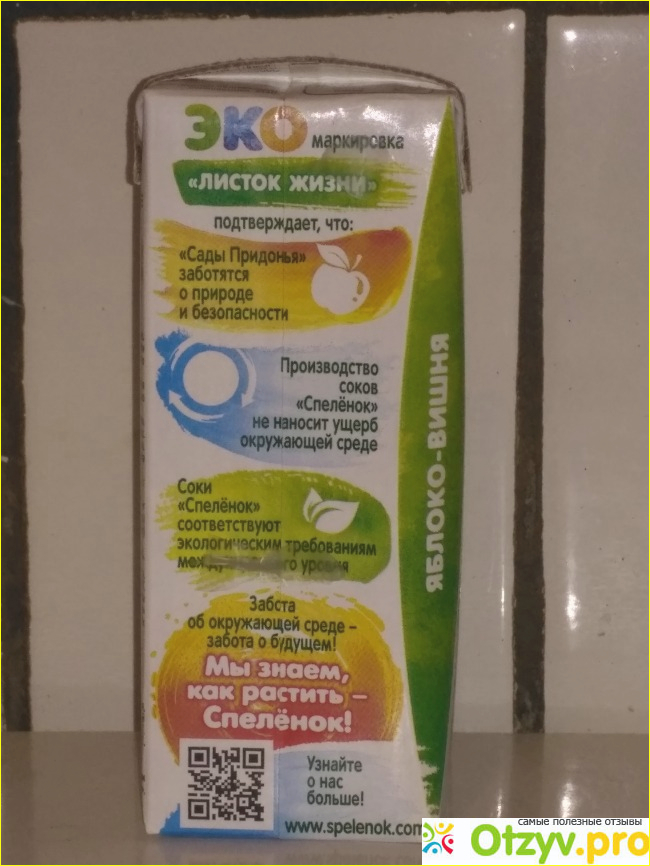 ЭКО маркировка
«ЛИСТОК ЖИЗНИ»
подтверждает, что:
«Сады Придонья»
заботятся
о природе
и безопасности
Производство
соков
«Спелёнок»
не наносит ущерб
окружающей среде
Соки
«Спелёнок»
соответствуют
экологическим требованиям
уровня
Забота
об окружающей среде –
забота о будущем!
Мы знаем,
как растить –
Спелёнок!
Узнайте
о нас
больше!
www.spelenok.com
ЯБЛОКО-ВИШНЯ
самые полезные отзывы
Otzyv.pro